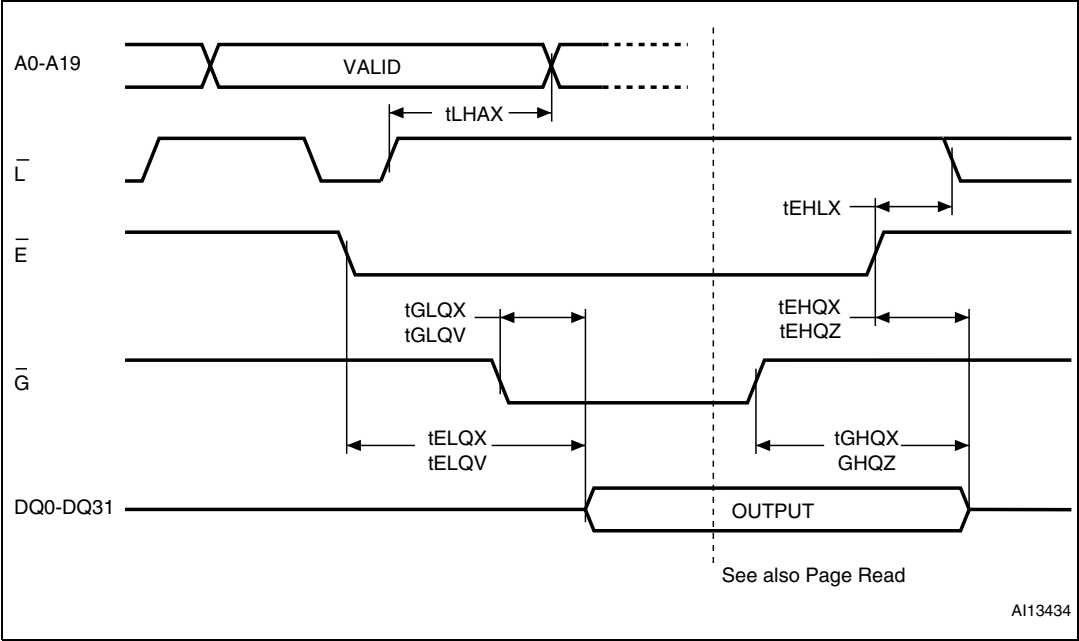 A0-A19
VALID
tLHAX
L̅
tEHLX
E̅
tGLQX
tGLQV
tEHQX
tEHQZ
G̅
tELQX
tELQV
tGHQX
GHQZ
DQ0-DQ31
OUTPUT
See also Page Read
AI13434